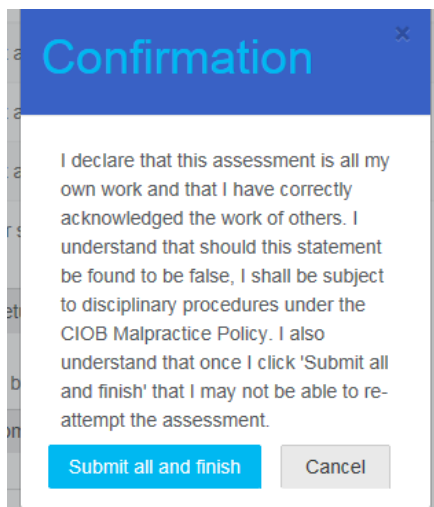 Confirmation
×
I declare that this assessment is all my
own work and that I have correctly
acknowledged the work of others. I
understand that should this statement
be found to be false, I shall be subject
to disciplinary procedures under the
CIOB Malpractice Policy. I also
understand that once I click 'Submit all
and finish' that I may not be able to re-
attempt the assessment.
Submit all and finish
Cancel